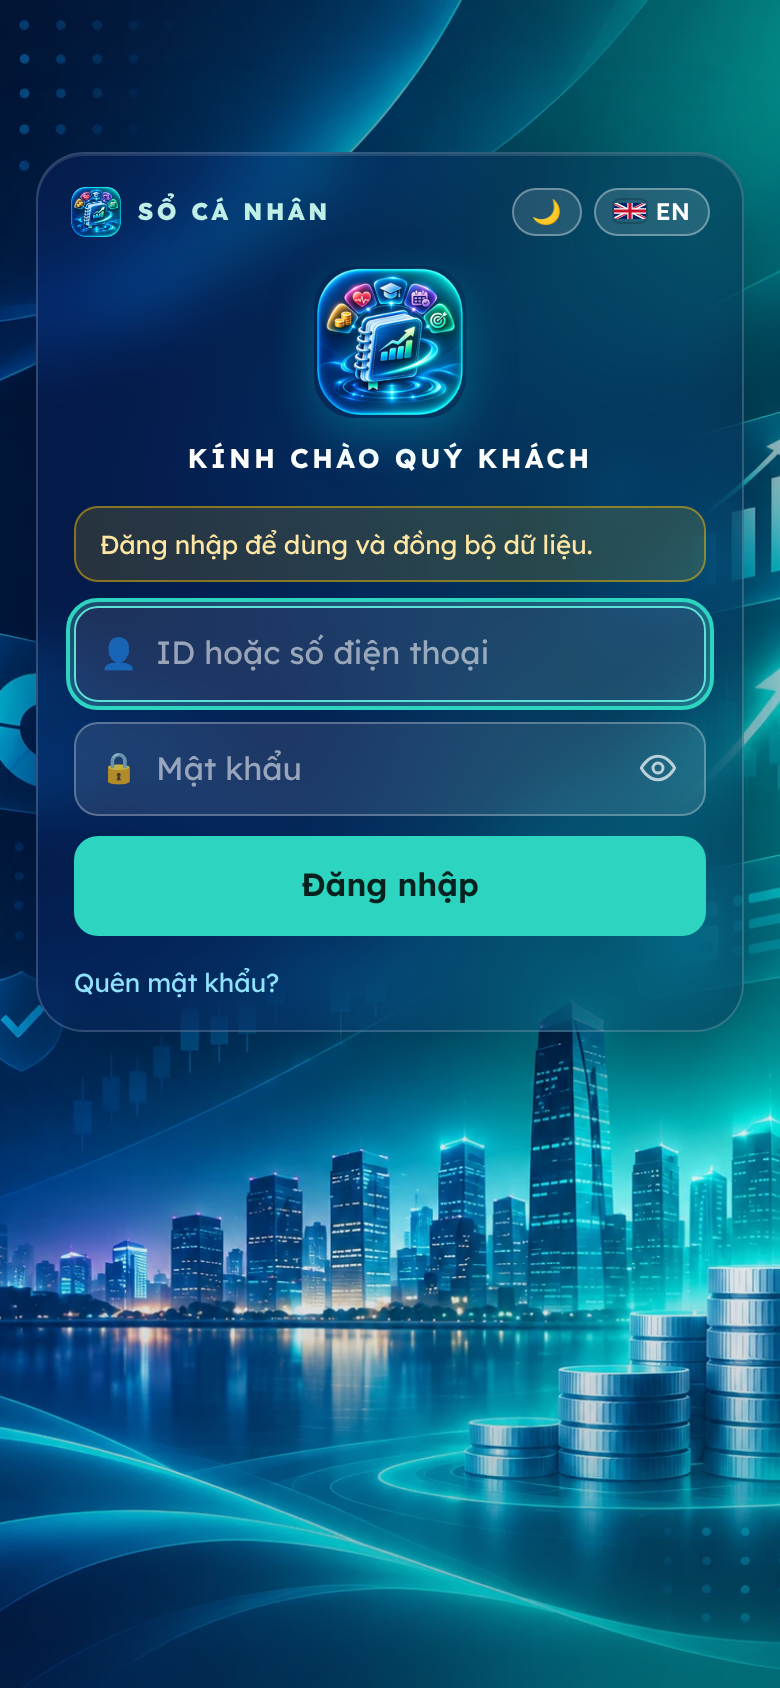 SỔ CÁ NHÂN
EN
KÍNH CHÀO QUÝ KHÁCH
Đăng nhập để dùng và đồng bộ dữ liệu.
ID hoặc số điện thoại
Mật khẩu
Đăng nhập
Quên mật khẩu?